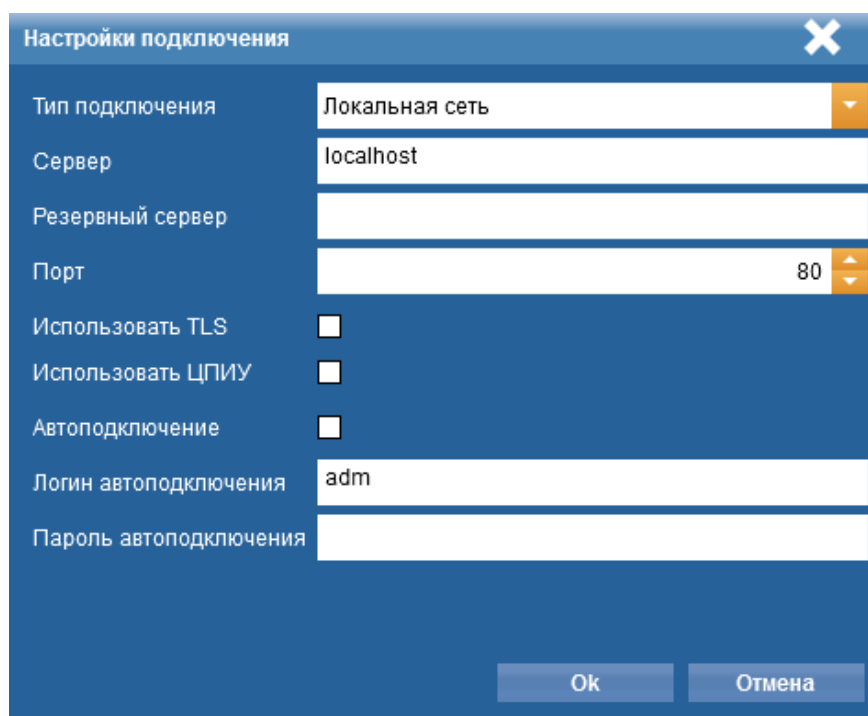 Настройки подключения
Тип подключения Локальная сеть
Сервер localhost
Резервный сервер
Порт 80
Использовать TLS
Использовать ЦПИУ
Автоподключение
Логин автоподключения adm
Пароль автоподключения
Ok Отмена